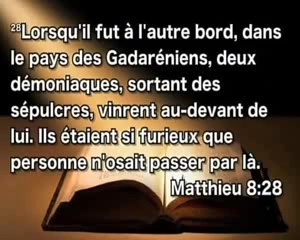 ²⁸Lorsqu'il fut à l'autre bord, dans
le pays des Gadaréniens, deux
démoniaques, sortant des
sépulcres, vinrent au-devant de
lui. Ils étaient si furieux que
personne n'osait passer par là.
Matthieu 8:28